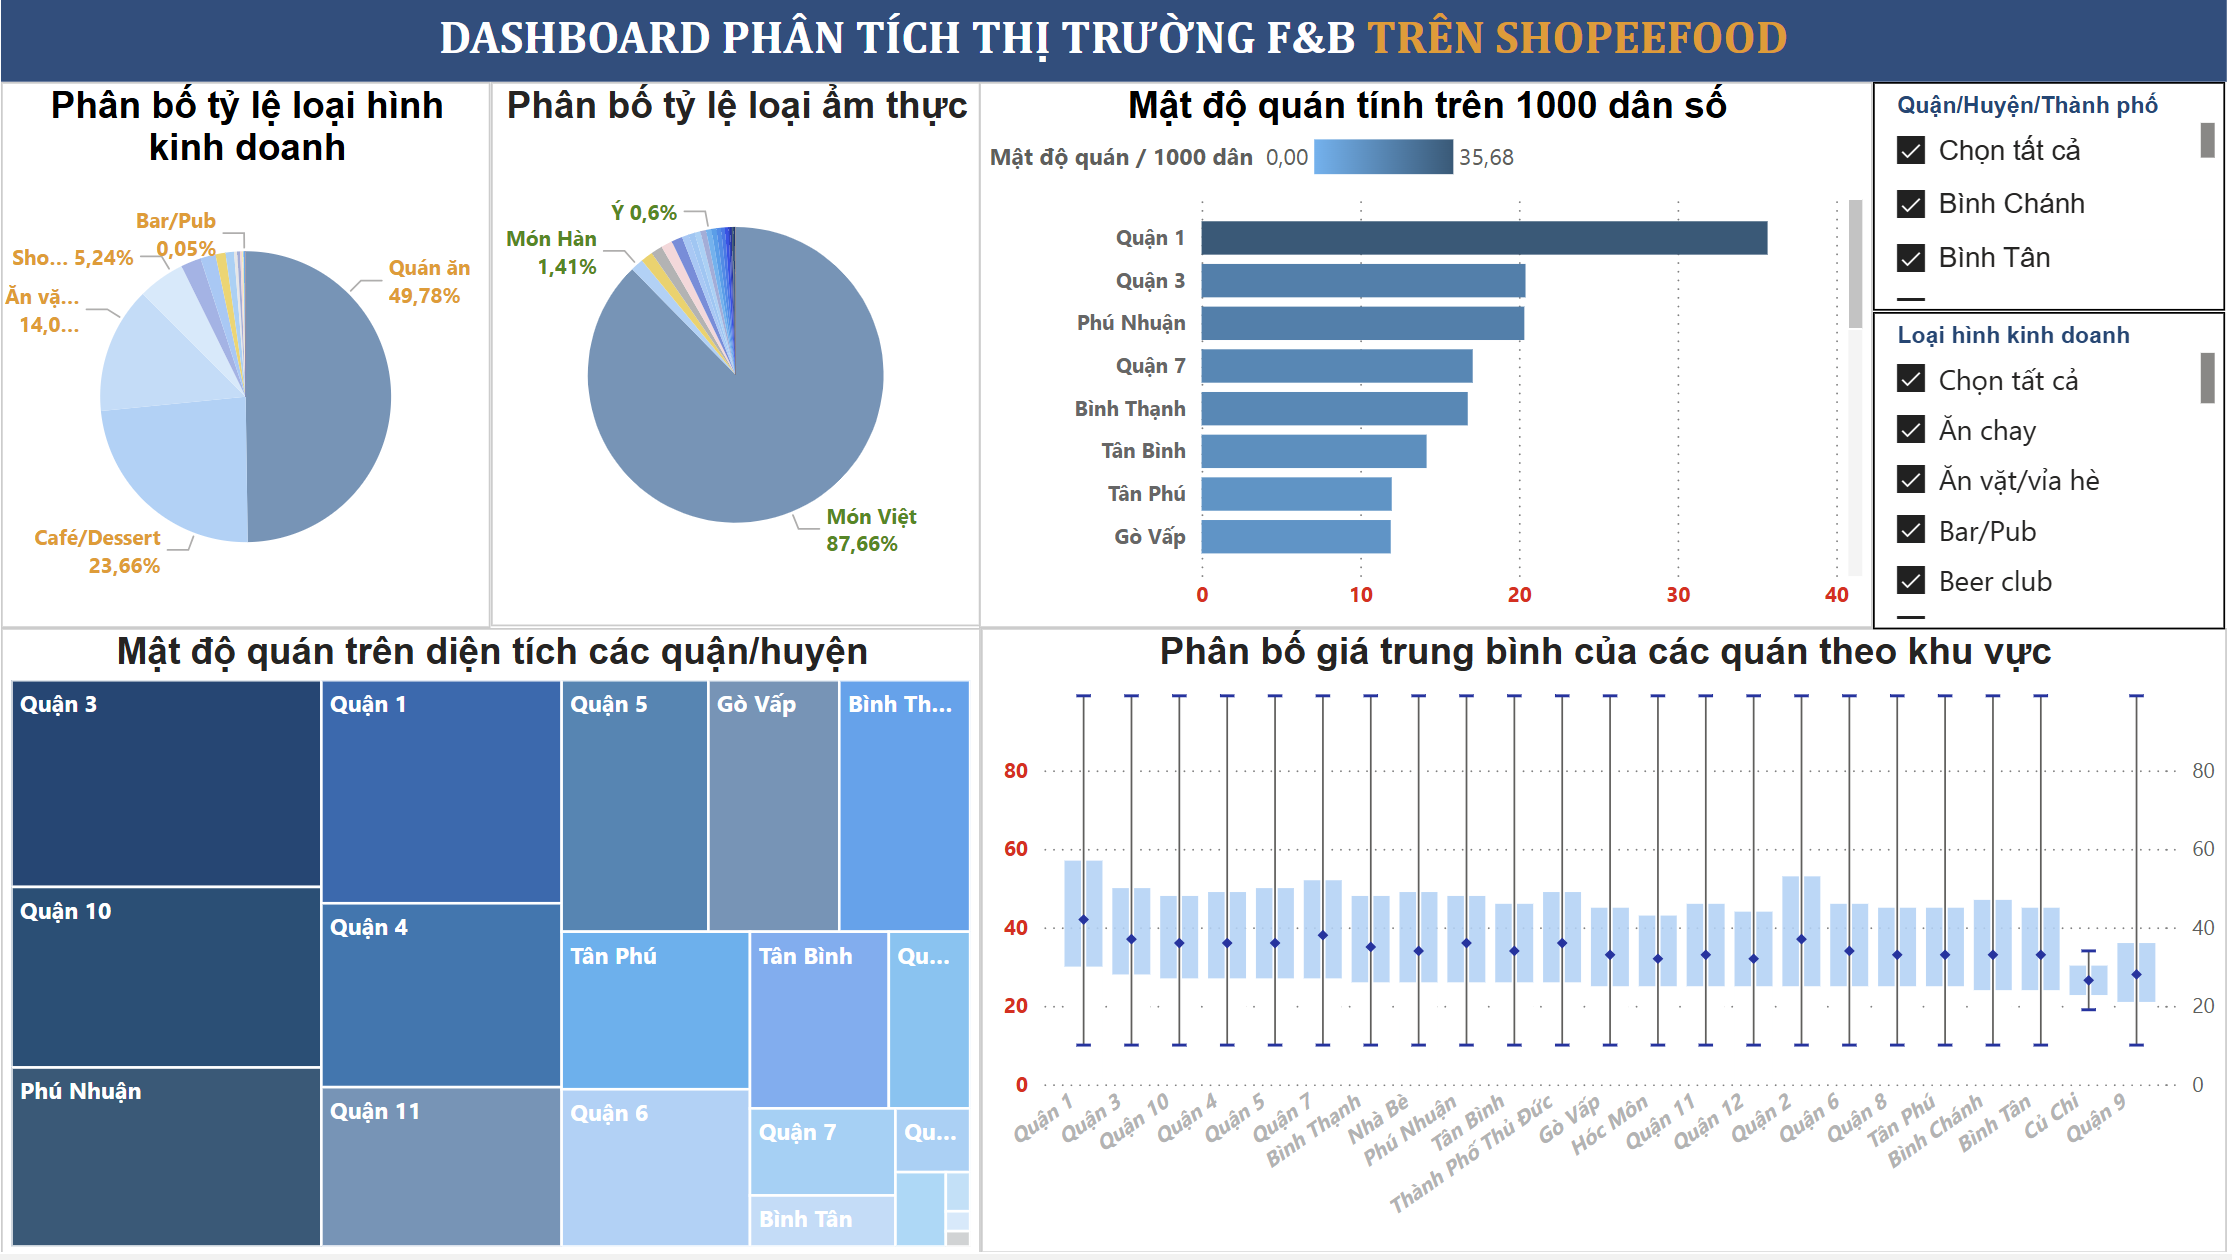 DASHBOARD PHÂN TÍCH THỊ TRƯỜNG F&B TRÊN SHOPEEFOOD
Phân bố tỷ lệ loại hình
kinh doanh
Bar/Pub
0,05%
Sho... 5,24%
Ăn vặ...
14,0...
Quán ăn
49,78%
Café/Dessert
23,66%
Phân bố tỷ lệ loại ẩm thực
Ý 0,6%
Món Hàn
1,41%
Món Việt
87,66%
Mật độ quán tính trên 1000 dân số
Mật độ quán / 1000 dân 0,00 35,68
Quận 1
Quận 3
Phú Nhuận
Quận 7
Bình Thạnh
Tân Bình
Tân Phú
Gò Vấp
0 10 20 30 40
Quận/Huyện/Thành phố
Chọn tất cả
Bình Chánh
Bình Tân
Loại hình kinh doanh
Chọn tất cả
Ăn chay
Ăn vặt/vỉa hè
Bar/Pub
Beer club
Mật độ quán trên diện tích các quận/huyện
Quận 3
Quận 10
Phú Nhuận
Quận 1
Quận 4
Quận 11
Quận 5
Gò Vấp
Bình Th...
Tân Phú
Tân Bình
Qu...
Quận 6
Quận 7
Qu...
Bình Tân
Phân bố giá trung bình của các quán theo khu vực
80 80
60 60
40 40
20 20
0 0
Quận 1
Quận 3
Quận 10
Quận 4
Quận 5
Quận 7
Bình Thạnh
Nhà Bè
Phú Nhuận
Tân Bình
Thành Phố Thủ Đức
Gò Vấp
Hóc Môn
Quận 11
Quận 12
Quận 2
Quận 6
Quận 8
Tân Phú
Bình Chánh
Bình Tân
Củ Chi
Quận 9